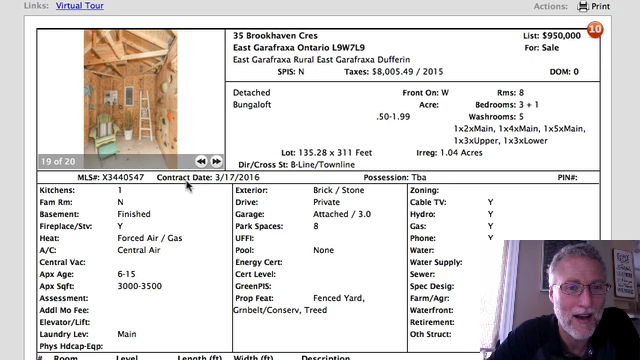 Links: Virtual Tour Actions: Print
10
35 Brookhaven Cres List: $950,000
East Garafraxa Ontario L9W7L9 For: Sale
East Garafraxa Rural East Garafraxa Dufferin
SPIS: N Taxes: $8,005.49 / 2015 DOM: 0
Detached Front On: W Rms: 8
Bungaloft Acre: Bedrooms: 3 + 1
.50-1.99 Washrooms: 5
1x2xMain, 1x4xMain, 1x5xMain,
1x3xUpper, 1x3xLower
Lot: 135.28 x 311 Feet Irreg: 1.04 Acres
Dir/Cross St: B-Line/Townline
19 of 20
MLS#: X3440547 Contract Date: 3/17/2016 Possession: Tba PIN#:
Kitchens: 1 Exterior: Brick / Stone Zoning:
Fam Rm: N Drive: Private Cable TV: Y
Basement: Finished Garage: Attached / 3.0 Hydro: Y
Fireplace/Stv: Y Park Spaces: 8 Gas: Y
Heat: Forced Air / Gas UFFI: Phone: Y
A/C: Central Air Pool: None Water:
Central Vac: Energy Cert: Water Supply:
Apx Age: 6-15 Cert Level: Sewer:
Apx Sqft: 3000-3500 GreenPIS: Spec Desig:
Assessment: Prop Feat: Fenced Yard, Farm/Agr:
Addl Mo Fee: Grnbelt/Conserv, Treed Waterfront:
Elevator/Lift: Retirement:
Laundry Lev: Main Oth Struct:
Phys Hdcap-Eqp:
# Room Level Length (ft) Width (ft) Description